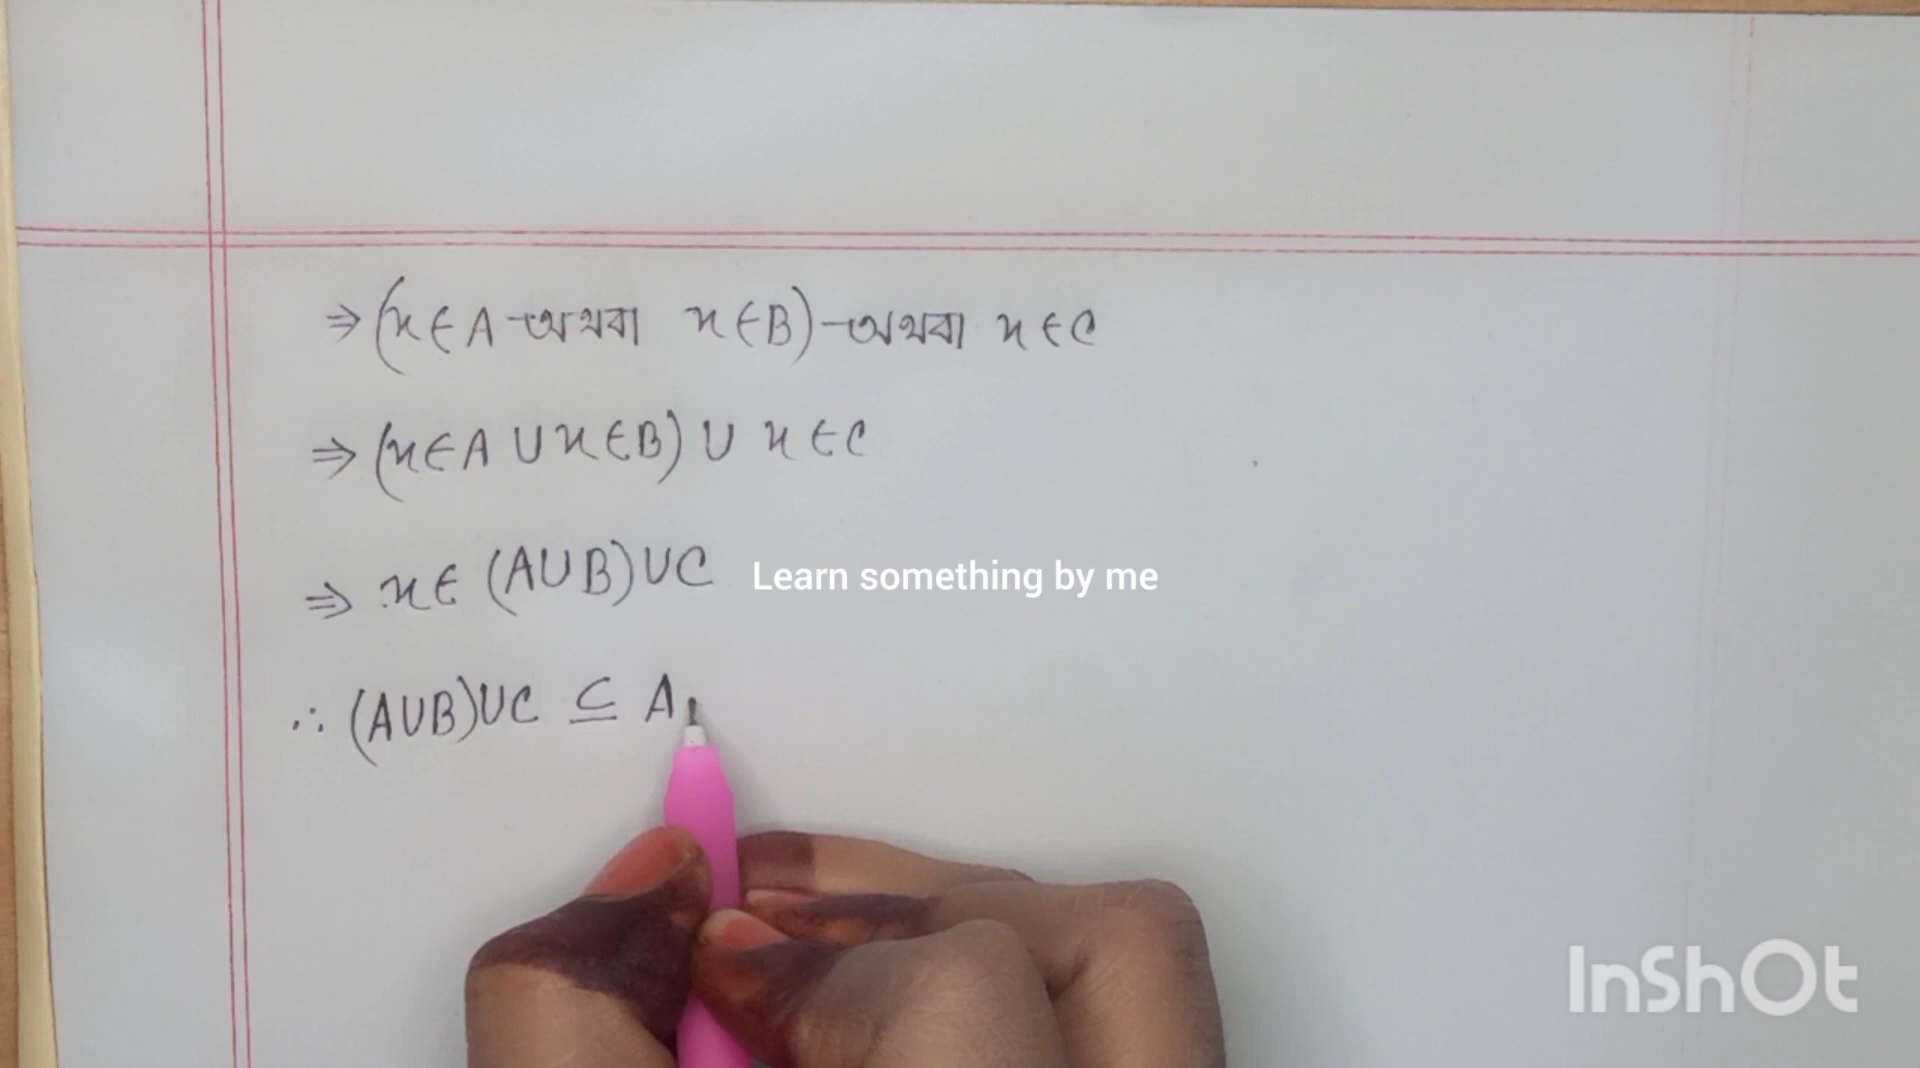 ⇒ (x∈A অথবা x∈B) অথবা x∈C
⇒ (x∈A ∪ x∈B) ∪ x∈C
⇒ x∈ (A∪B)∪C
Learn something by me
∴ (A∪B)∪C ⊆ A
InShOt